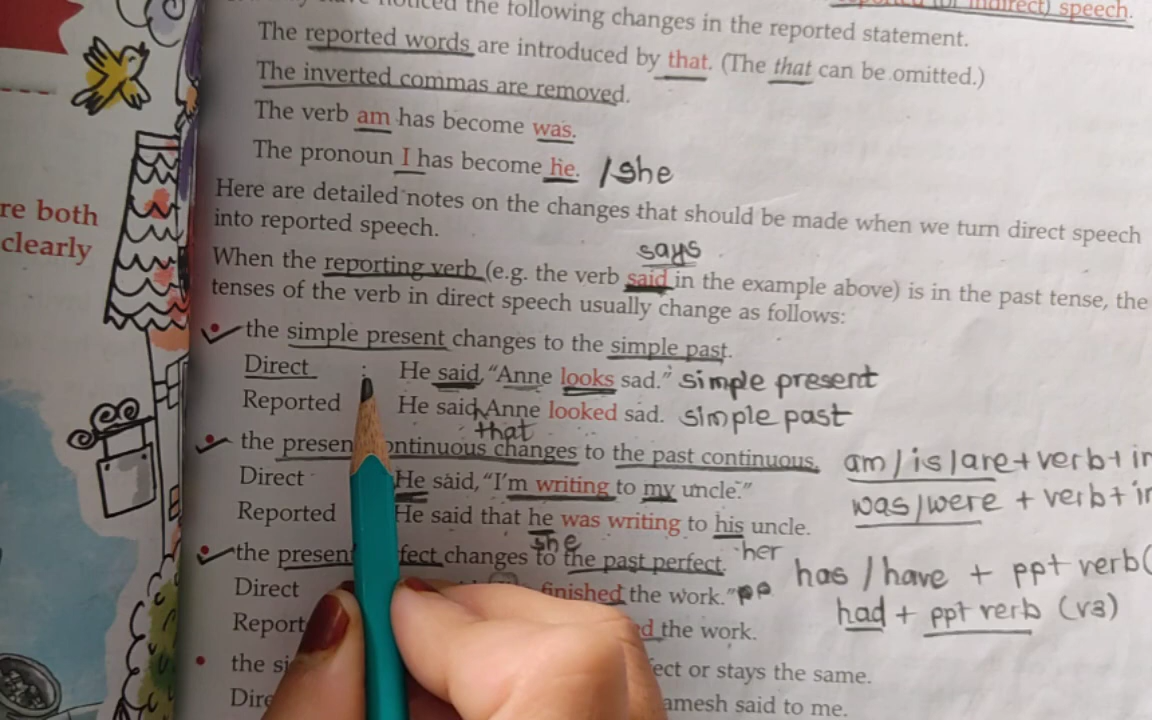 noticed the following changes in the reported statement.
(or indirect) speech.
The reported words are introduced by that. (The that can be omitted.)
The inverted commas are removed.
The verb am has become was.
The pronoun I has become he. /she
Here are detailed notes on the changes that should be made when we turn direct speech
into reported speech.
says
When the reporting verb (e.g. the verb said in the example above) is in the past tense, the
tenses of the verb in direct speech usually change as follows:
the simple present changes to the simple past.
Direct He said, “Anne looks sad.” simple present
Reported He said Anne looked sad. simple past
that
the present continuous changes to the past continuous. am/is/are+verb+in
Direct He said, “I’m writing to my uncle.” was/were + verb+in
Reported He said that he was writing to his uncle.
she her
the present changes to the past perfect. has/have + ppt verb(
Direct finished the work.” pp had + ppt verb (v3)
the work.
the or stays the same.
said to me.
re both
clearly